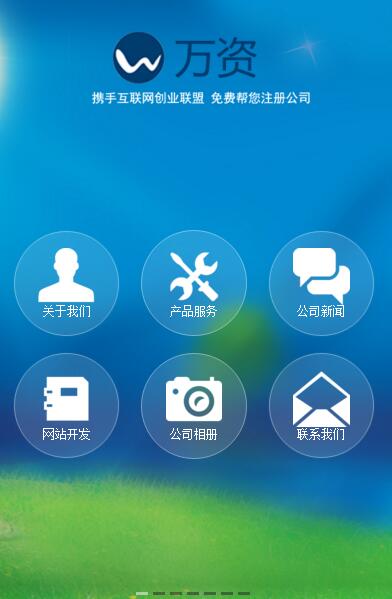 万资
携手互联网创业联盟 免费帮您注册公司
关于我们
产品服务
公司新闻
网站开发
公司相册
联系我们